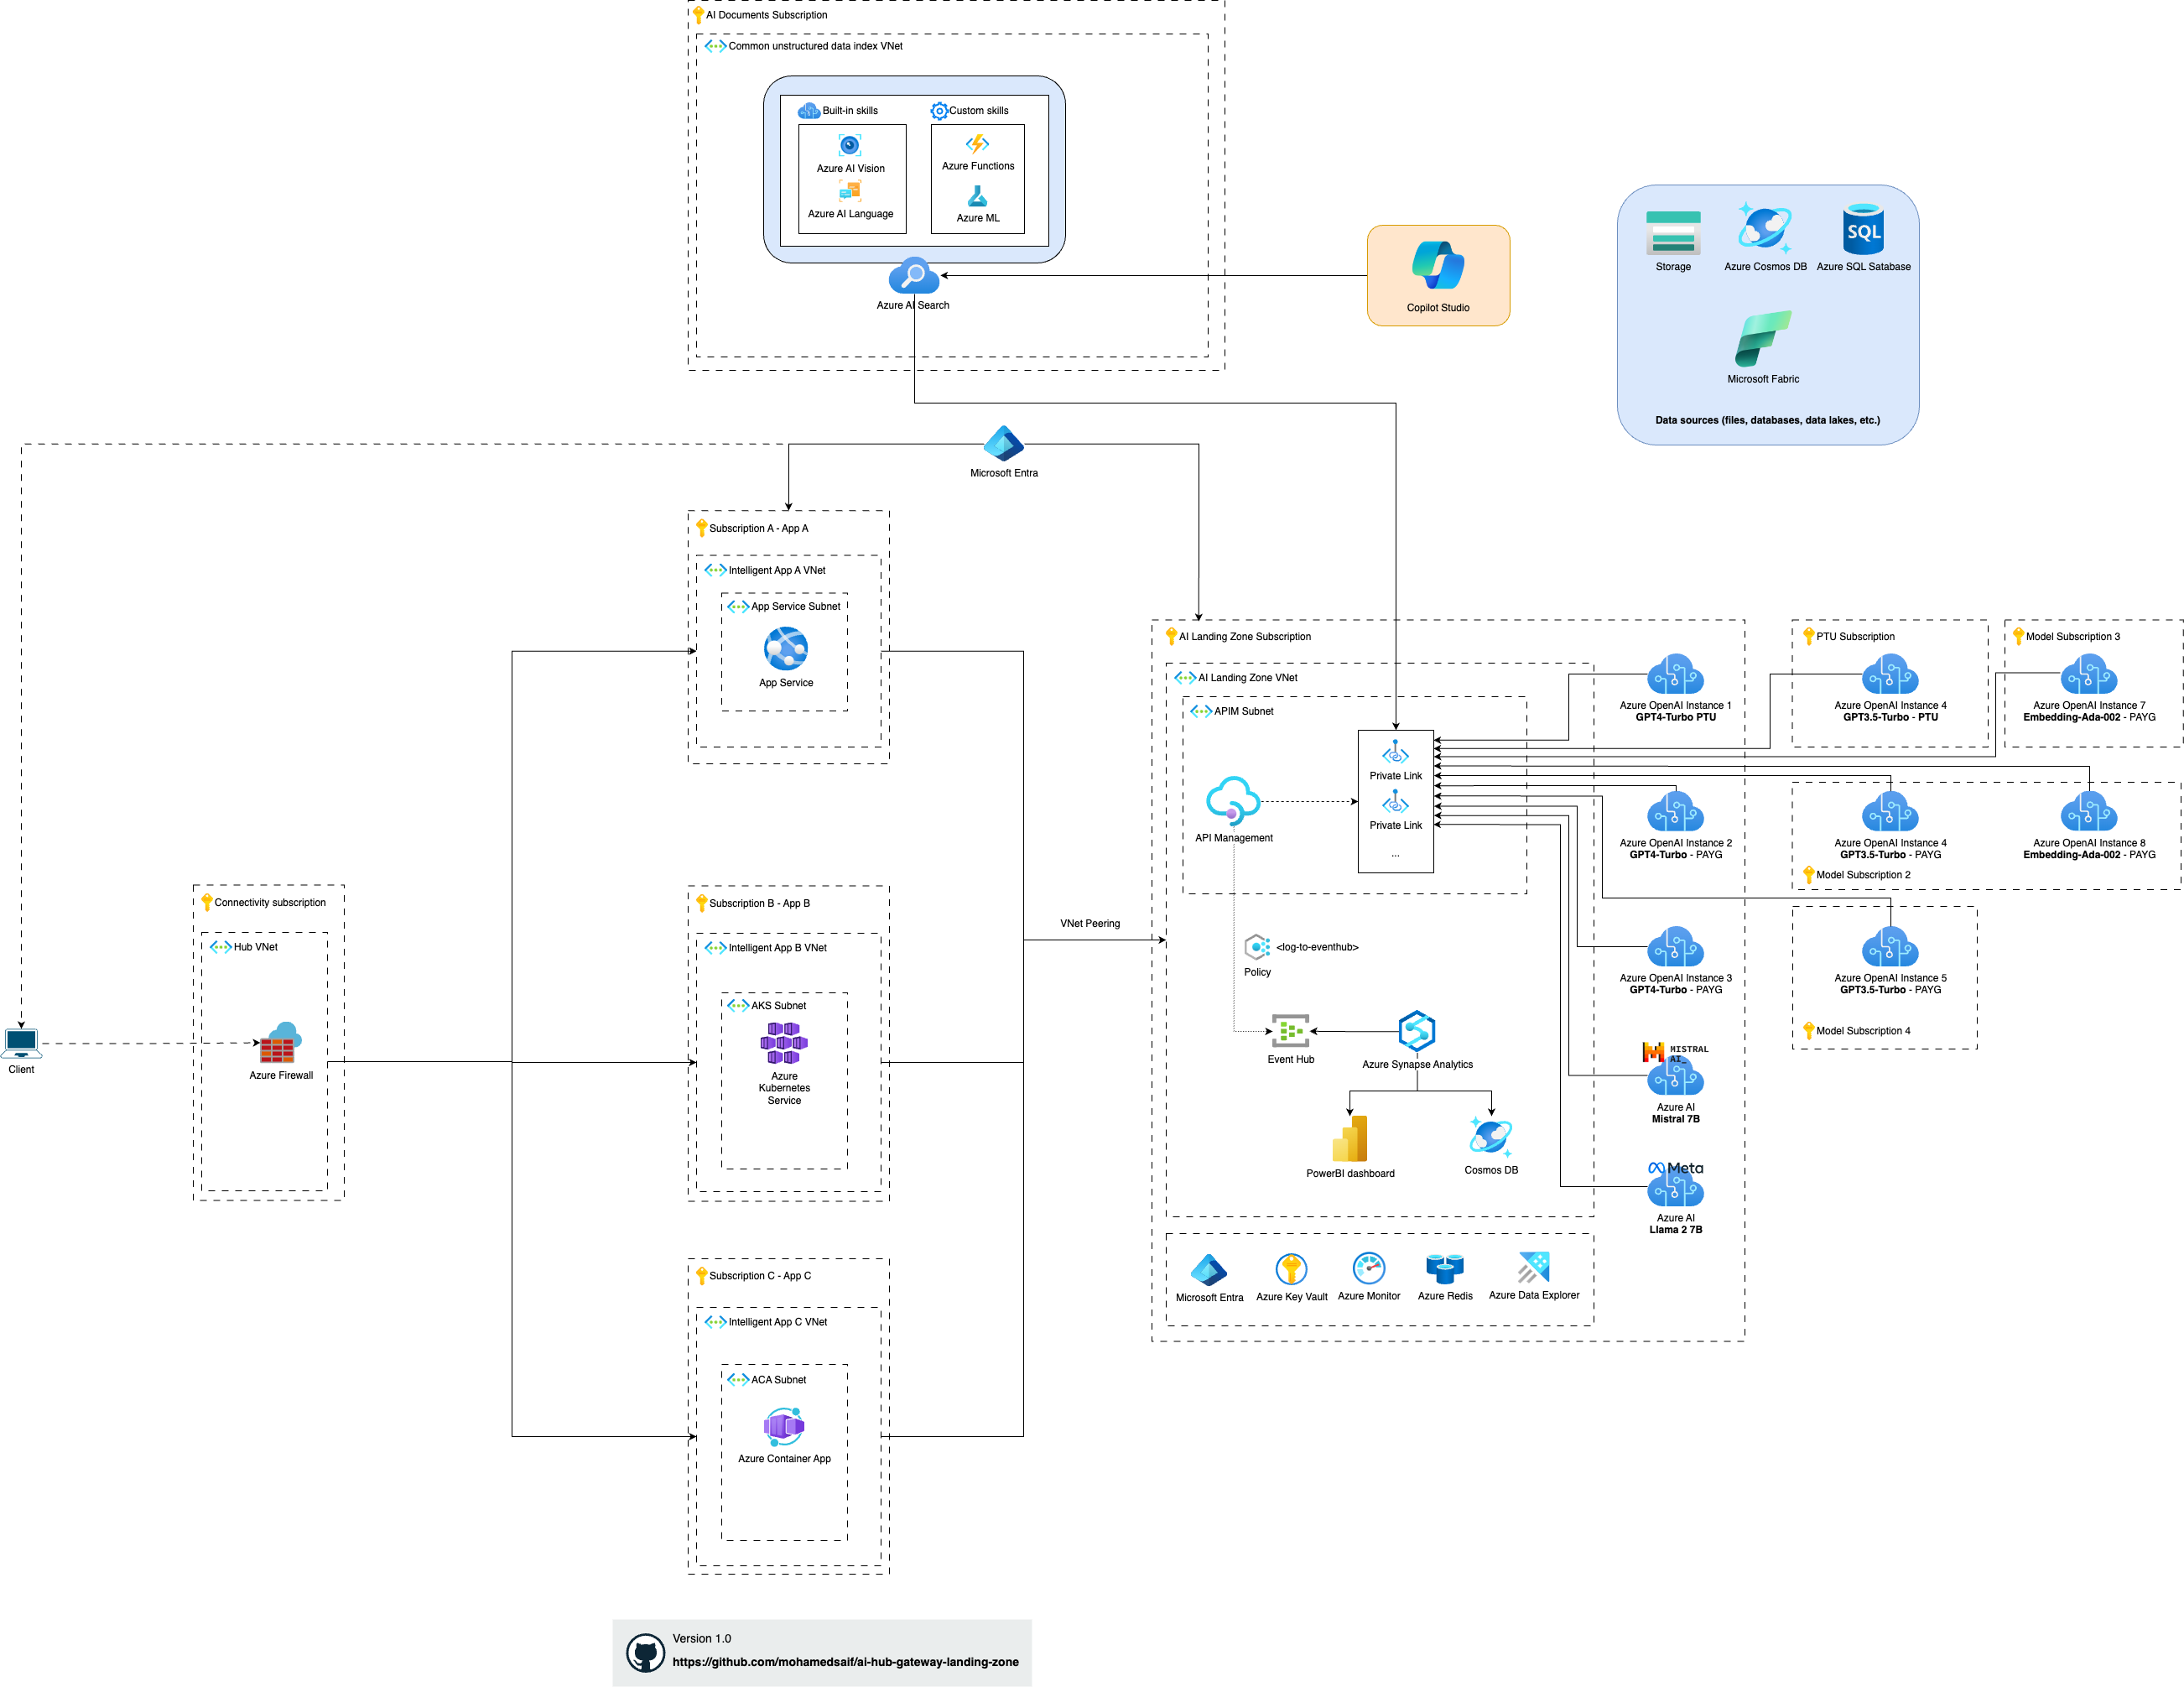 AI Documents Subscription
Common unstructured data index VNet
Built-in skills
Custom skills
Azure AI Vision
Azure Functions
Azure AI Language
Azure ML
Azure AI Search
Copilot Studio
Storage
Azure Cosmos DB
SQL
Azure SQL Satabase
Microsoft Fabric
Data sources (files, databases, data lakes, etc.)
Microsoft Entra
Subscription A - App A
Intelligent App A VNet
App Service Subnet
App Service
Connectivity subscription
Hub VNet
Azure Firewall
Client
Subscription B - App B
Intelligent App B VNet
AKS Subnet
Azure
Kubernetes
Service
Subscription C - App C
Intelligent App C VNet
ACA Subnet
Azure Container App
VNet Peering
AI Landing Zone Subscription
AI Landing Zone VNet
APIM Subnet
API Management
Private Link
Private Link
...
<log-to-eventhub>
Policy
Event Hub
Azure Synapse Analytics
PowerBI dashboard
Cosmos DB
Microsoft Entra
Azure Key Vault
Azure Monitor
Azure Redis
Azure Data Explorer
Azure OpenAI Instance 1
GPT4-Turbo PTU
Azure OpenAI Instance 2
GPT4-Turbo - PAYG
Azure OpenAI Instance 3
GPT4-Turbo - PAYG
MISTRAL
AI_
Azure AI
Mistral 7B
Meta
Azure AI
Llama 2 7B
PTU Subscription
Azure OpenAI Instance 4
GPT3.5-Turbo - PTU
Model Subscription 3
Azure OpenAI Instance 7
Embedding-Ada-002 - PAYG
Azure OpenAI Instance 4
GPT3.5-Turbo - PAYG
Azure OpenAI Instance 8
Embedding-Ada-002 - PAYG
Model Subscription 2
Azure OpenAI Instance 5
GPT3.5-Turbo - PAYG
Model Subscription 4
Version 1.0
https://github.com/mohamedsaif/ai-hub-gateway-landing-zone